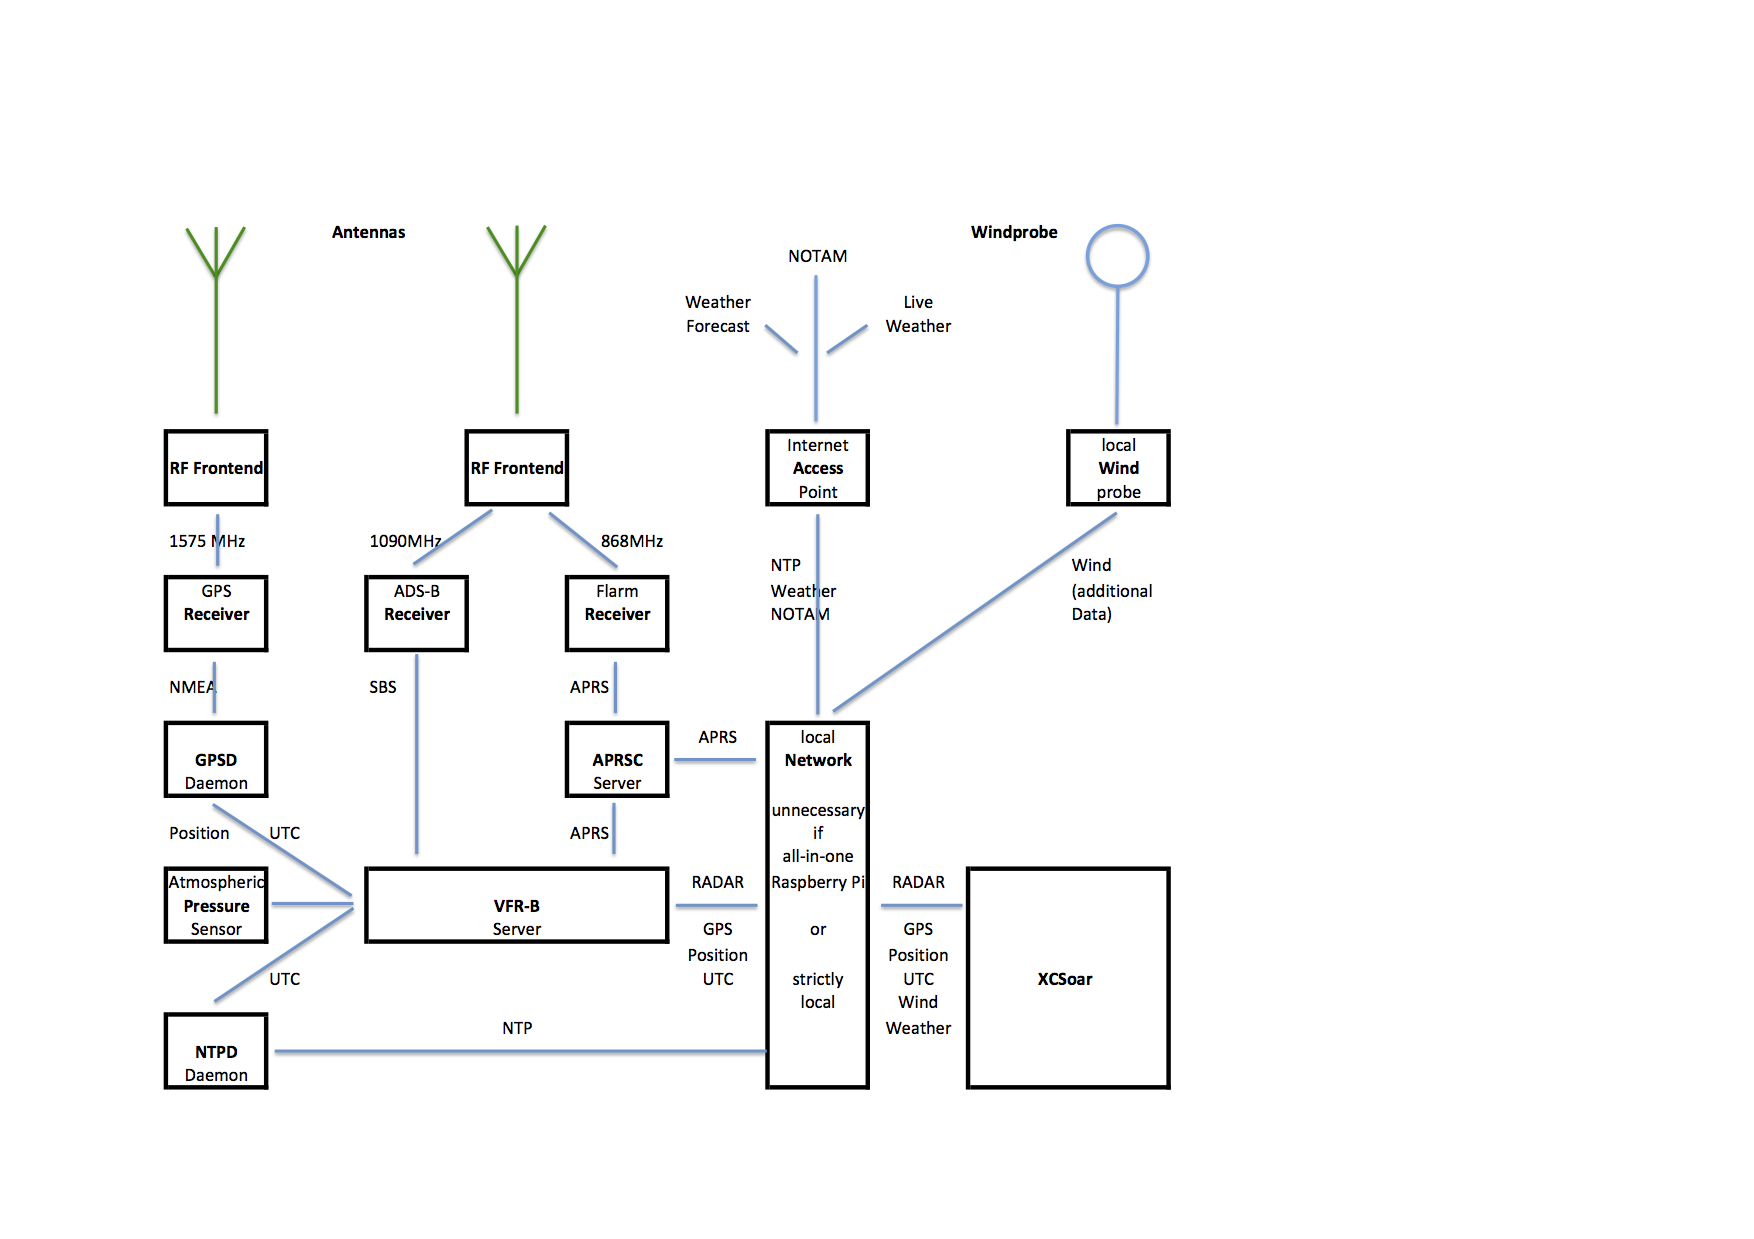 Antennas
Windprobe
NOTAM
Weather
Forecast
Live
Weather
RF Frontend
RF Frontend
Internet
Access
Point
local
Wind
probe
1575 MHz
1090MHz
868MHz
NTP
Weather
NOTAM
Wind
(additional
Data)
GPS
Receiver
ADS-B
Receiver
Flarm
Receiver
NMEA
SBS
APRS
GPSD
Daemon
APRSC
Server
APRS
local
Network
unnecessary
if
all-in-one
Raspberry Pi
or
strictly
local
Position
UTC
APRS
Atmospheric
Pressure
Sensor
VFR-B
Server
RADAR
GPS
Position
UTC
RADAR
GPS
Position
UTC
Wind
Weather
XCSoar
UTC
NTP
NTPD
Daemon